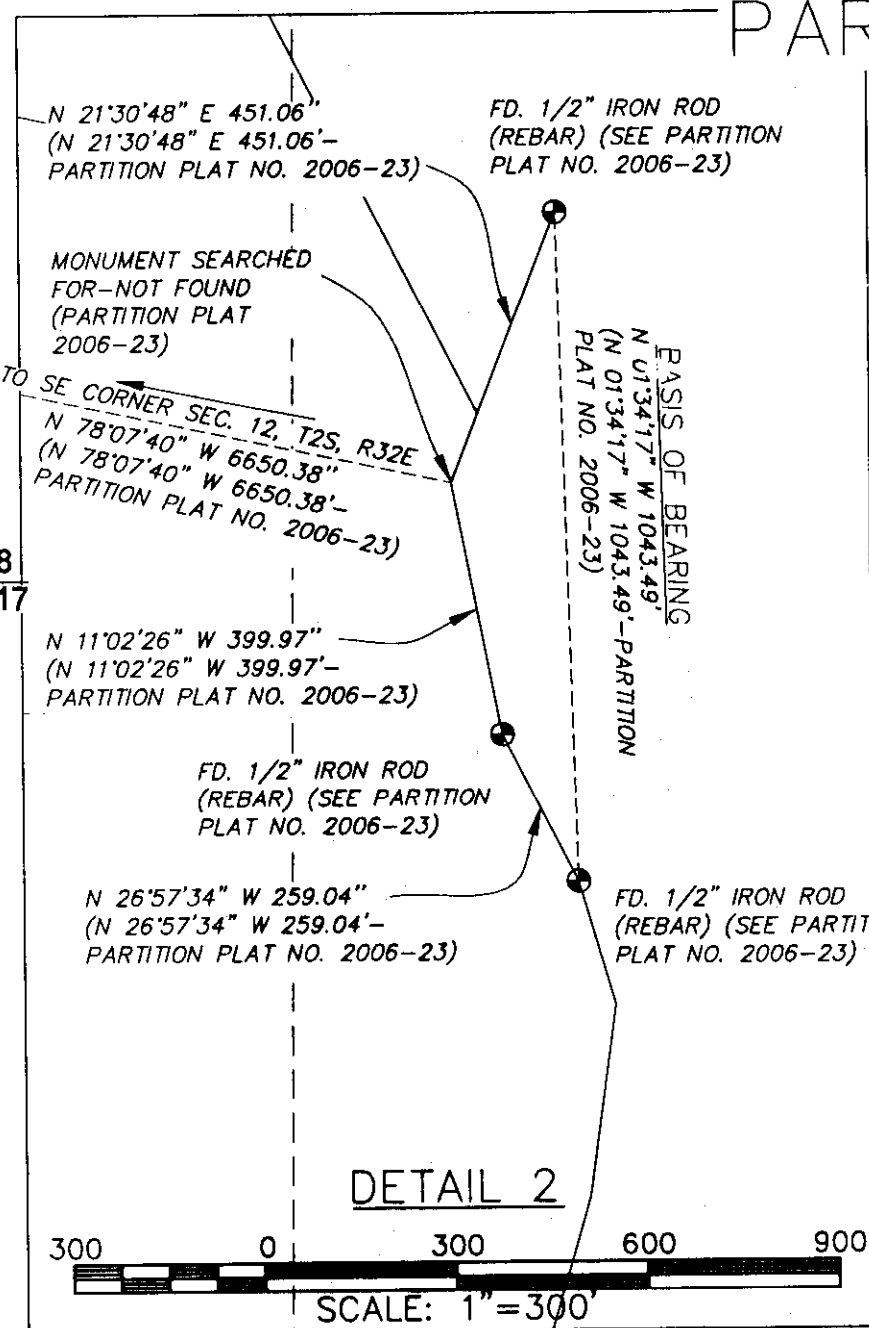 PAR
N 21°30'48" E 451.06"
(N 21°30'48" E 451.06'–
PARTITION PLAT NO. 2006–23)
FD. 1/2" IRON ROD
(REBAR) (SEE PARTITION
PLAT NO. 2006–23)
MONUMENT SEARCHED
FOR–NOT FOUND
(PARTITION PLAT
2006–23)
TO SE CORNER SEC. 12, T2S, R32E
N 78°07'40" W 6650.38"
(N 78°07'40" W 6650.38'–
PARTITION PLAT NO. 2006–23)
BASIS OF BEARING
N 01°34'17" W 1043.49'
(N 01°34'17" W 1043.49'–PARTITION
PLAT NO. 2006–23)
8
17
N 11°02'26" W 399.97"
(N 11°02'26" W 399.97'–
PARTITION PLAT NO. 2006–23)
FD. 1/2" IRON ROD
(REBAR) (SEE PARTITION
PLAT NO. 2006–23)
N 26°57'34" W 259.04"
(N 26°57'34" W 259.04'–
PARTITION PLAT NO. 2006–23)
FD. 1/2" IRON ROD
(REBAR) (SEE PARTIT
PLAT NO. 2006–23)
DETAIL 2
300 0 300 600 900
SCALE: 1"=300'